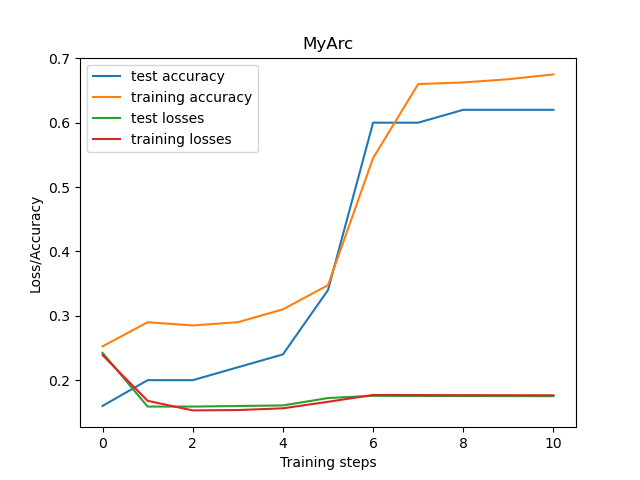 MyArc
test accuracy
training accuracy
test losses
training losses
Loss/Accuracy
0.7
0.6
0.5
0.4
0.3
0.2
0 2 4 6 8 10
Training steps